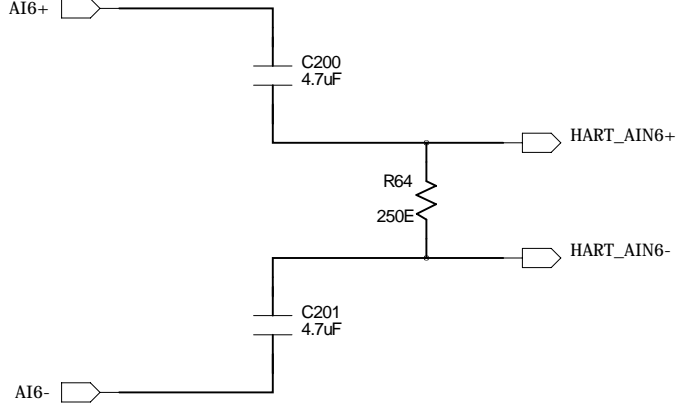 AI6+
C200
4.7uF
HART_AIN6+
R64
250E
HART_AIN6-
C201
4.7uF
AI6-